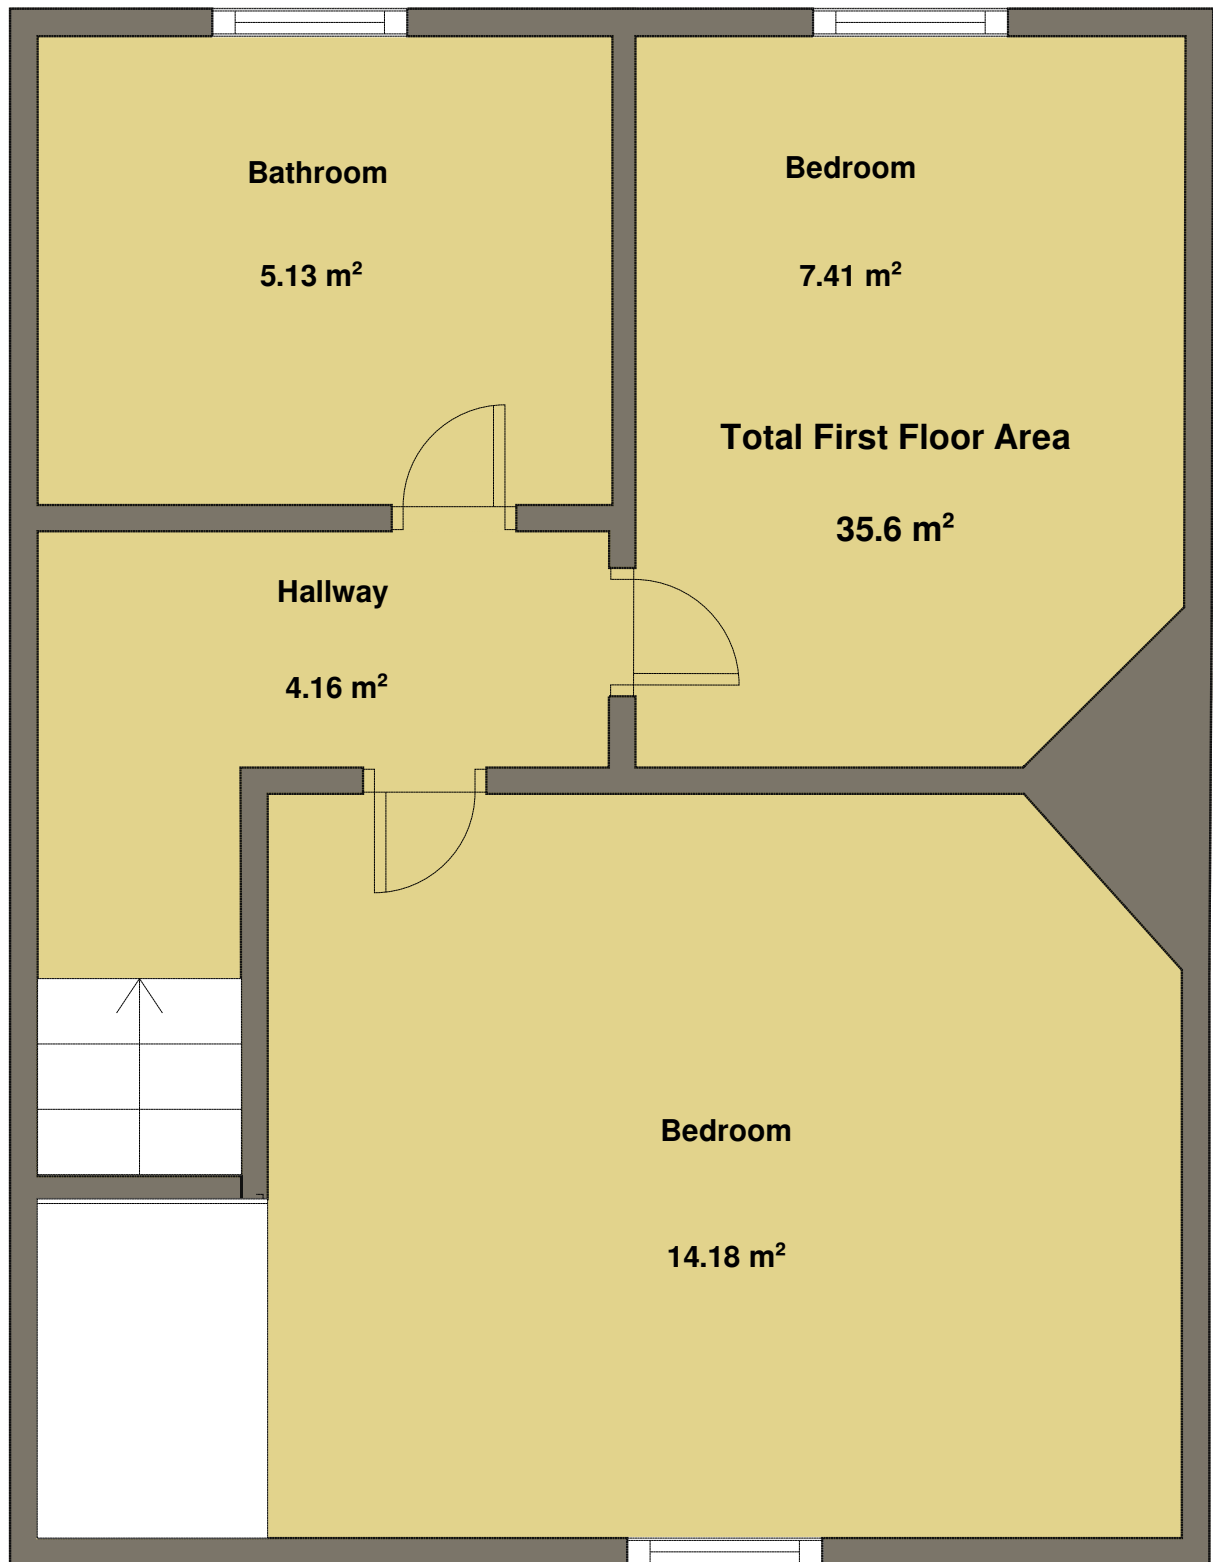 Bathroom
5.13 m²
Bedroom
7.41 m²
Total First Floor Area
35.6 m²
Hallway
4.16 m²
Bedroom
14.18 m²